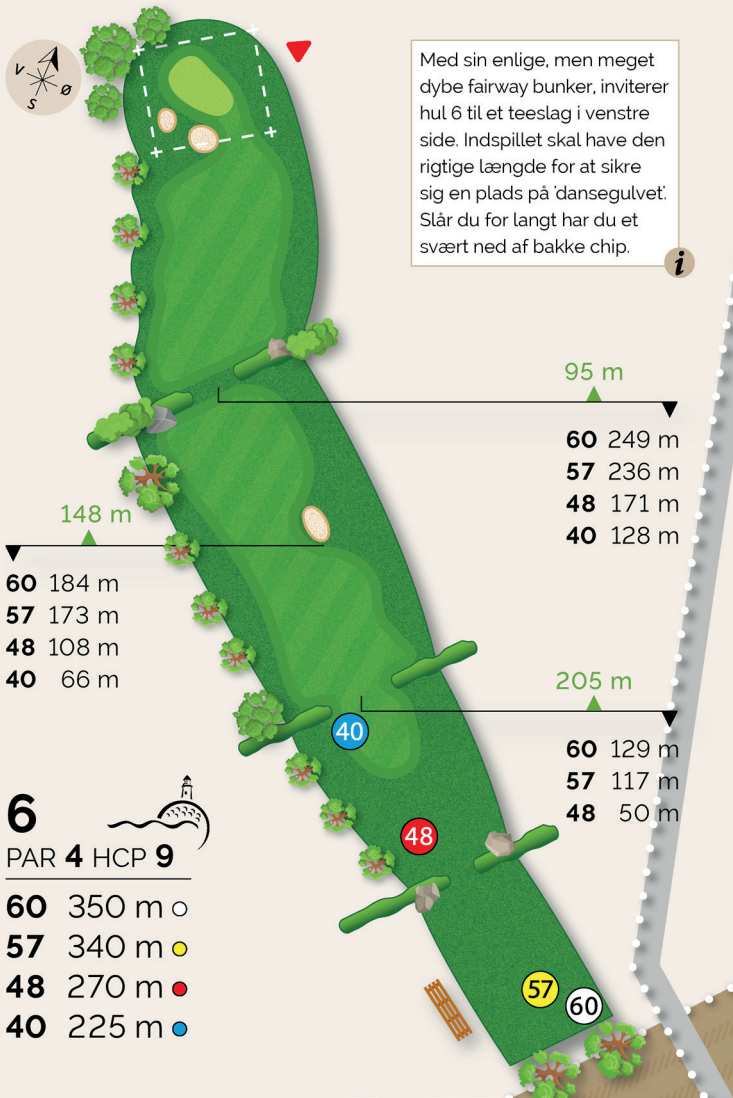 V
Ø
S
Med sin enlige, men meget
dybe fairway bunker, inviterer
hul 6 til et teeslag i venstre
side. Indspillet skal have den
rigtige længde for at sikre
sig en plads på 'dansegulvet'.
Slår du for langt har du et
svært ned af bakke chip.
i
95 m
60 249 m
57 236 m
48 171 m
40 128 m
148 m
60 184 m
57 173 m
48 108 m
40 66 m
205 m
60 129 m
57 117 m
48 50 m
40
48
57
60
6
PAR 4 HCP 9
60 350 m
57 340 m
48 270 m
40 225 m